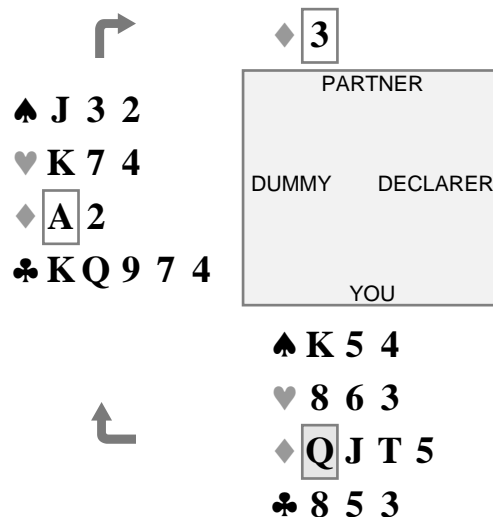 ♦ 3
PARTNER
♠ J 3 2
♥ K 7 4
DUMMY DECLARER
♦ A 2
♣ K Q 9 7 4
YOU
♠ K 5 4
♥ 8 6 3
♦ Q J T 5
♣ 8 5 3